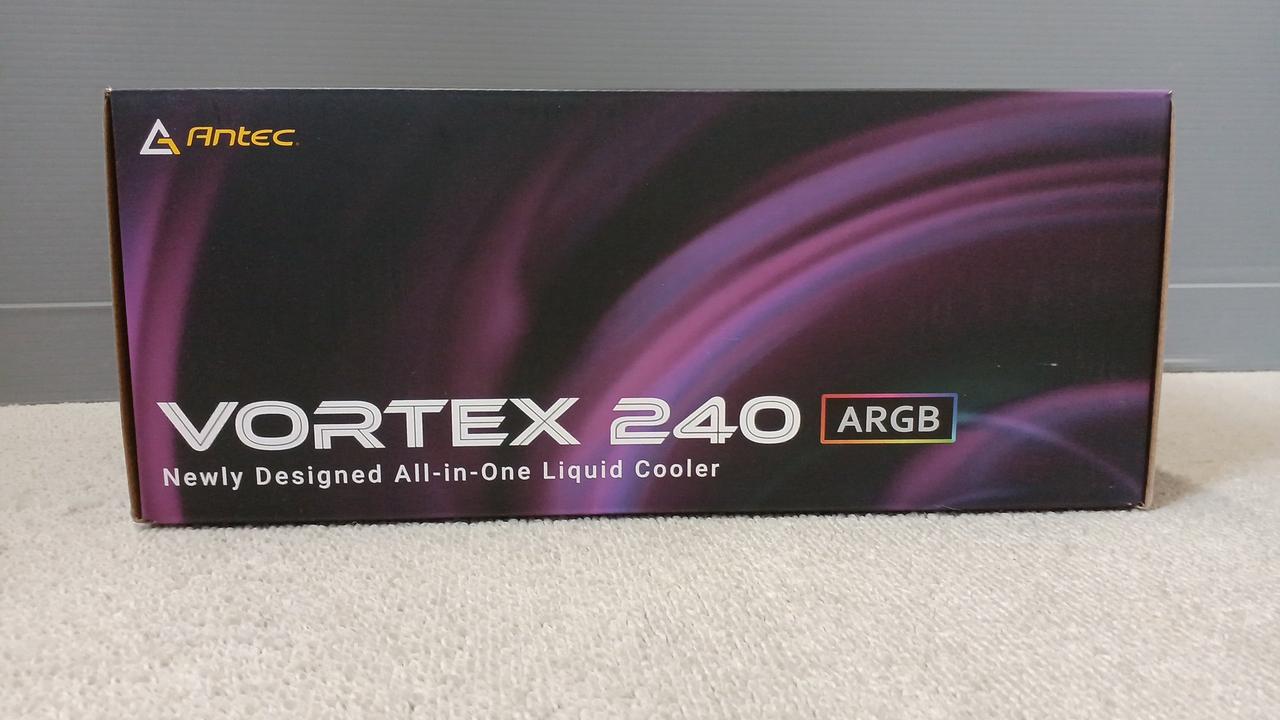 Antec
VORTEX 240 ARGB
Newly Designed All-in-One Liquid Cooler